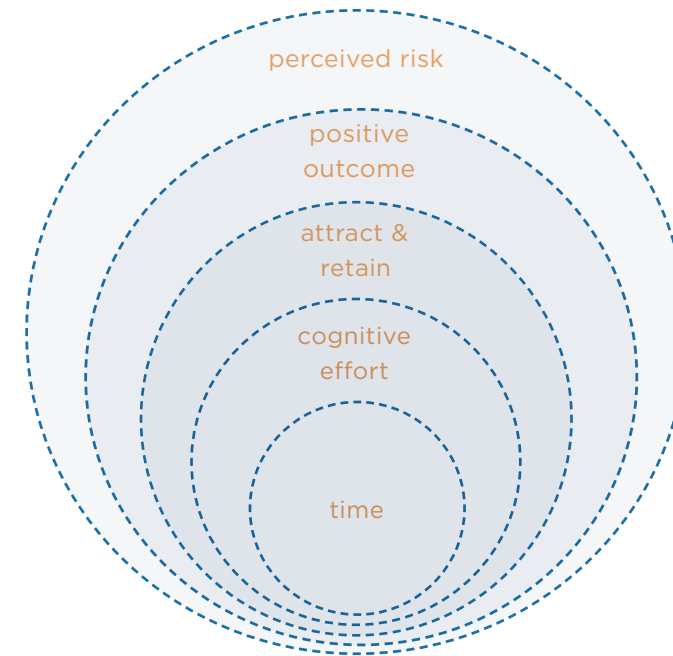 perceived risk
positive
outcome
attract &
retain
cognitive
effort
time